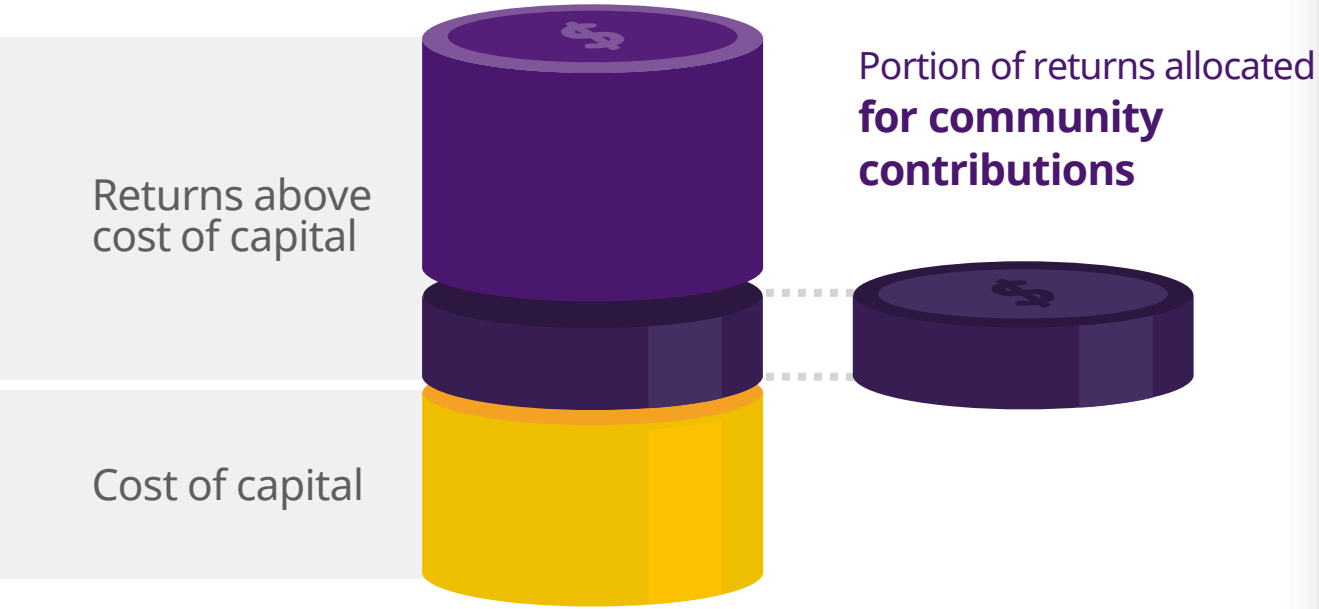 $
Portion of returns allocated
for community
contributions
Returns above
cost of capital
$
Cost of capital